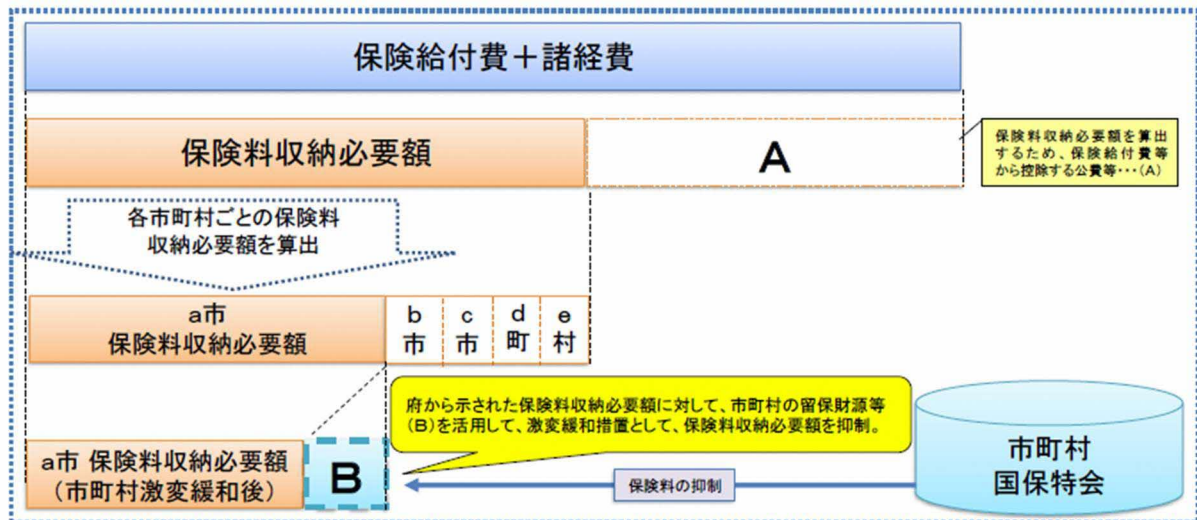 保険給付費＋諸経費
保険料収納必要額
A
保険料収納必要額を算出
するため、保険給付費等
から控除する公費等・・・(A)
各市町村ごとの保険料
収納必要額を算出
a市
保険料収納必要額
b
市
c
市
d
町
e
村
府から示された保険料収納必要額に対して、市町村の留保財源等
(B)を活用して、激変緩和措置として、保険料収納必要額を抑制。
a市 保険料収納必要額
(市町村激変緩和後)
B
保険料の抑制
市町村
国保特会